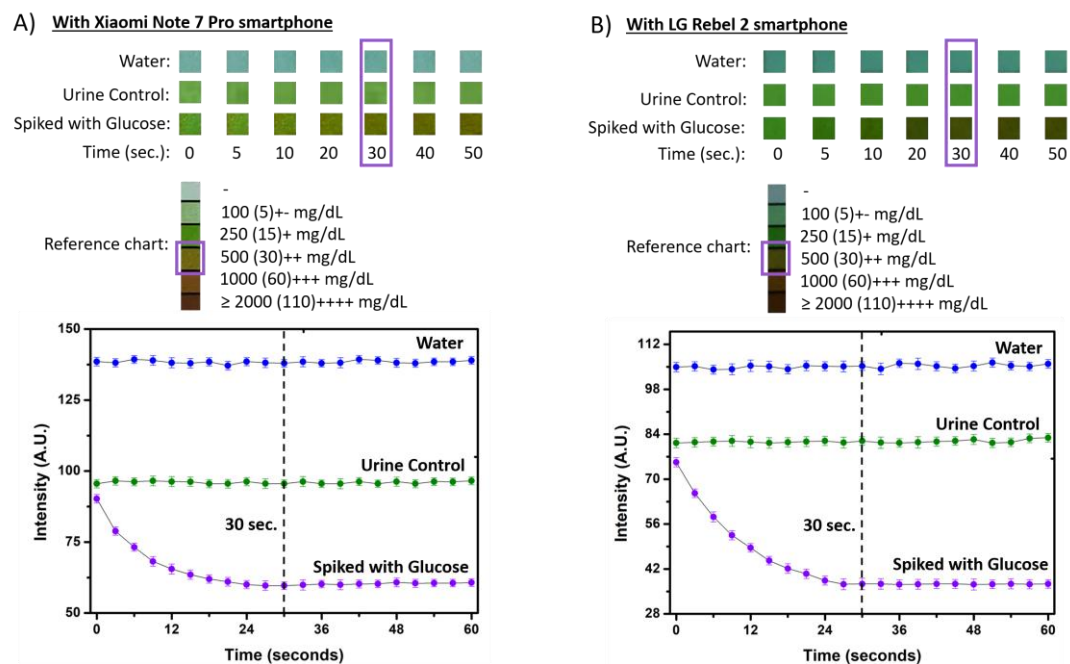 A) With Xiaomi Note 7 Pro smartphone
Water:
Urine Control:
Spiked with Glucose:
Time (sec.): 0 5 10 20 30 40 50
Reference chart:
-
100 (5)+- mg/dL
250 (15)+ mg/dL
500 (30)++ mg/dL
1000 (60)+++ mg/dL
≥ 2000 (110)++++ mg/dL
150
125
100
75
50
Intensity (A.U.)
Water
Urine Control
30 sec.
Spiked with Glucose
0 12 24 36 48 60
Time (seconds)
B) With LG Rebel 2 smartphone
Water:
Urine Control:
Spiked with Glucose:
Time (sec.): 0 5 10 20 30 40 50
Reference chart:
-
100 (5)+- mg/dL
250 (15)+ mg/dL
500 (30)++ mg/dL
1000 (60)+++ mg/dL
≥ 2000 (110)++++ mg/dL
112
98
84
70
56
42
28
Intensity (A.U.)
Water
Urine Control
30 sec.
Spiked with Glucose
0 12 24 36 48 60
Time (seconds)